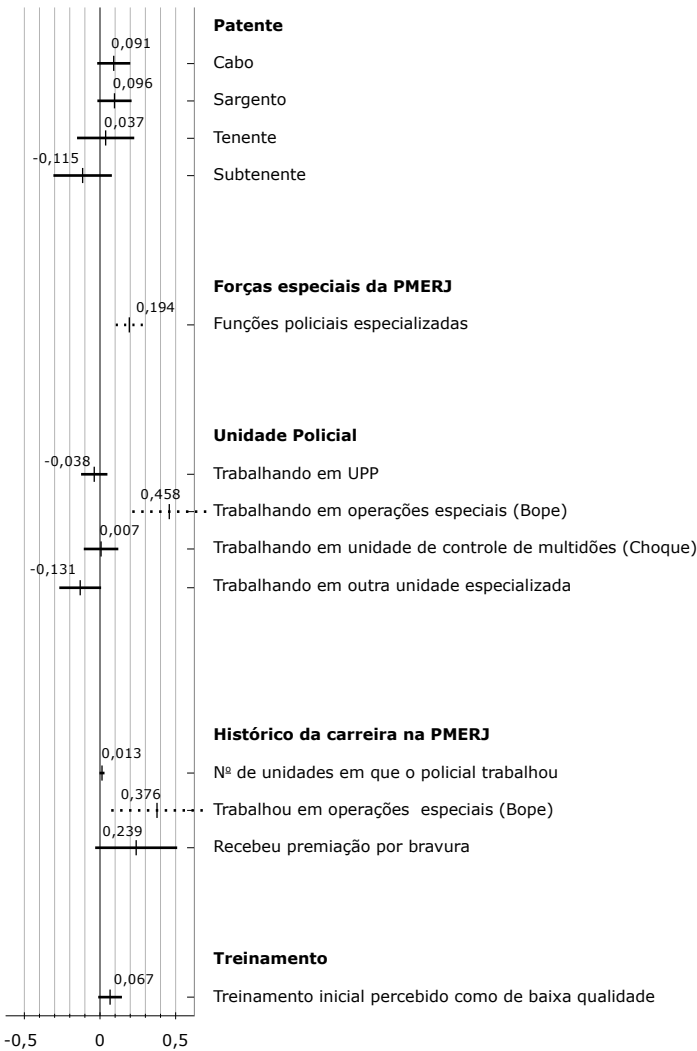 Patente
0,091
Cabo
0,096
Sargento
0,037
Tenente
-0,115
Subtenente
Forças especiais da PMERJ
0,194
Funções policiais especializadas
Unidade Policial
-0,038
Trabalhando em UPP
0,458
Trabalhando em operações especiais (Bope)
0,007
Trabalhando em unidade de controle de multidões (Choque)
-0,131
Trabalhando em outra unidade especializada
Histórico da carreira na PMERJ
0,013
Nº de unidades em que o policial trabalhou
0,376
Trabalhou em operações especiais (Bope)
0,239
Recebeu premiação por bravura
Treinamento
0,067
Treinamento inicial percebido como de baixa qualidade
-0,5 0 0,5